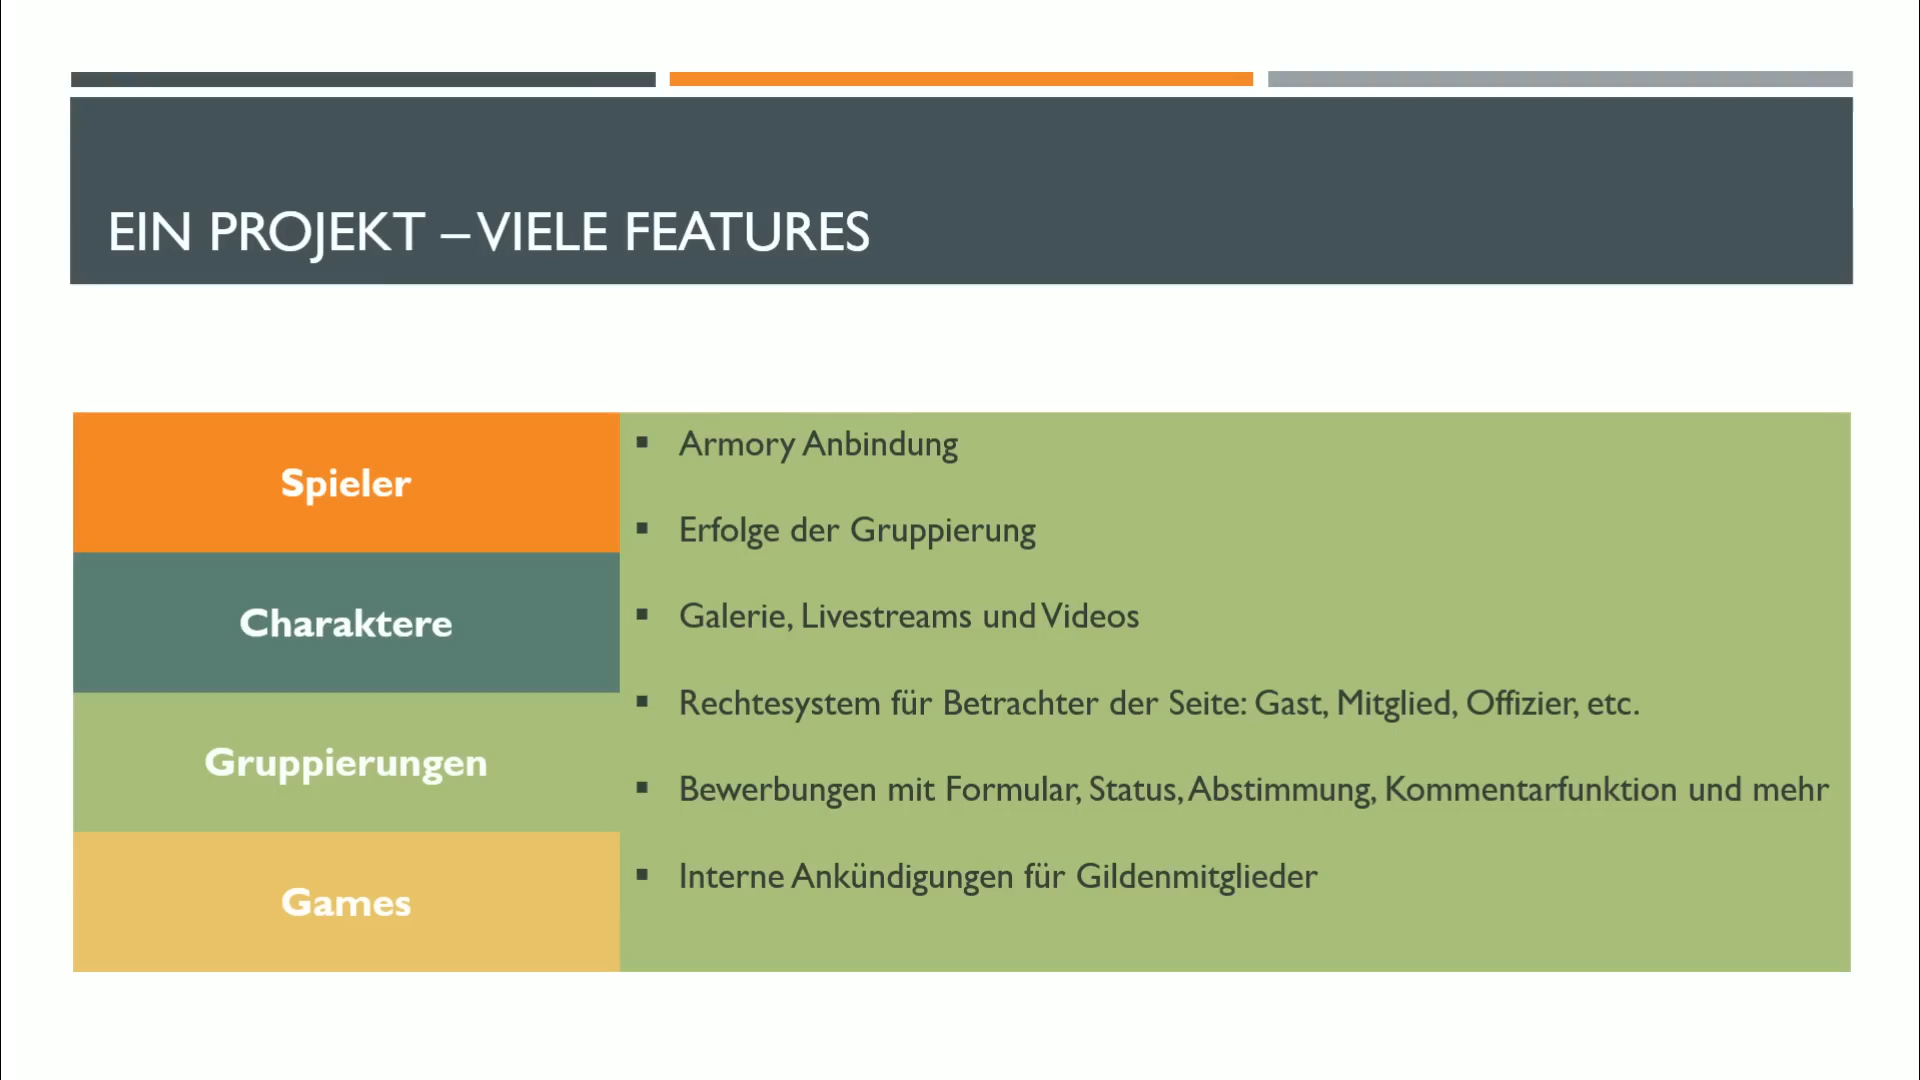 EIN PROJEKT – VIELE FEATURES
Spieler
Charaktere
Gruppierungen
Games
▪ Armory Anbindung
▪ Erfolge der Gruppierung
▪ Galerie, Livestreams und Videos
▪ Rechtesystem für Betrachter der Seite: Gast, Mitglied, Offizier, etc.
▪ Bewerbungen mit Formular, Status, Abstimmung, Kommentarfunktion und mehr
▪ Interne Ankündigungen für Gildenmitglieder